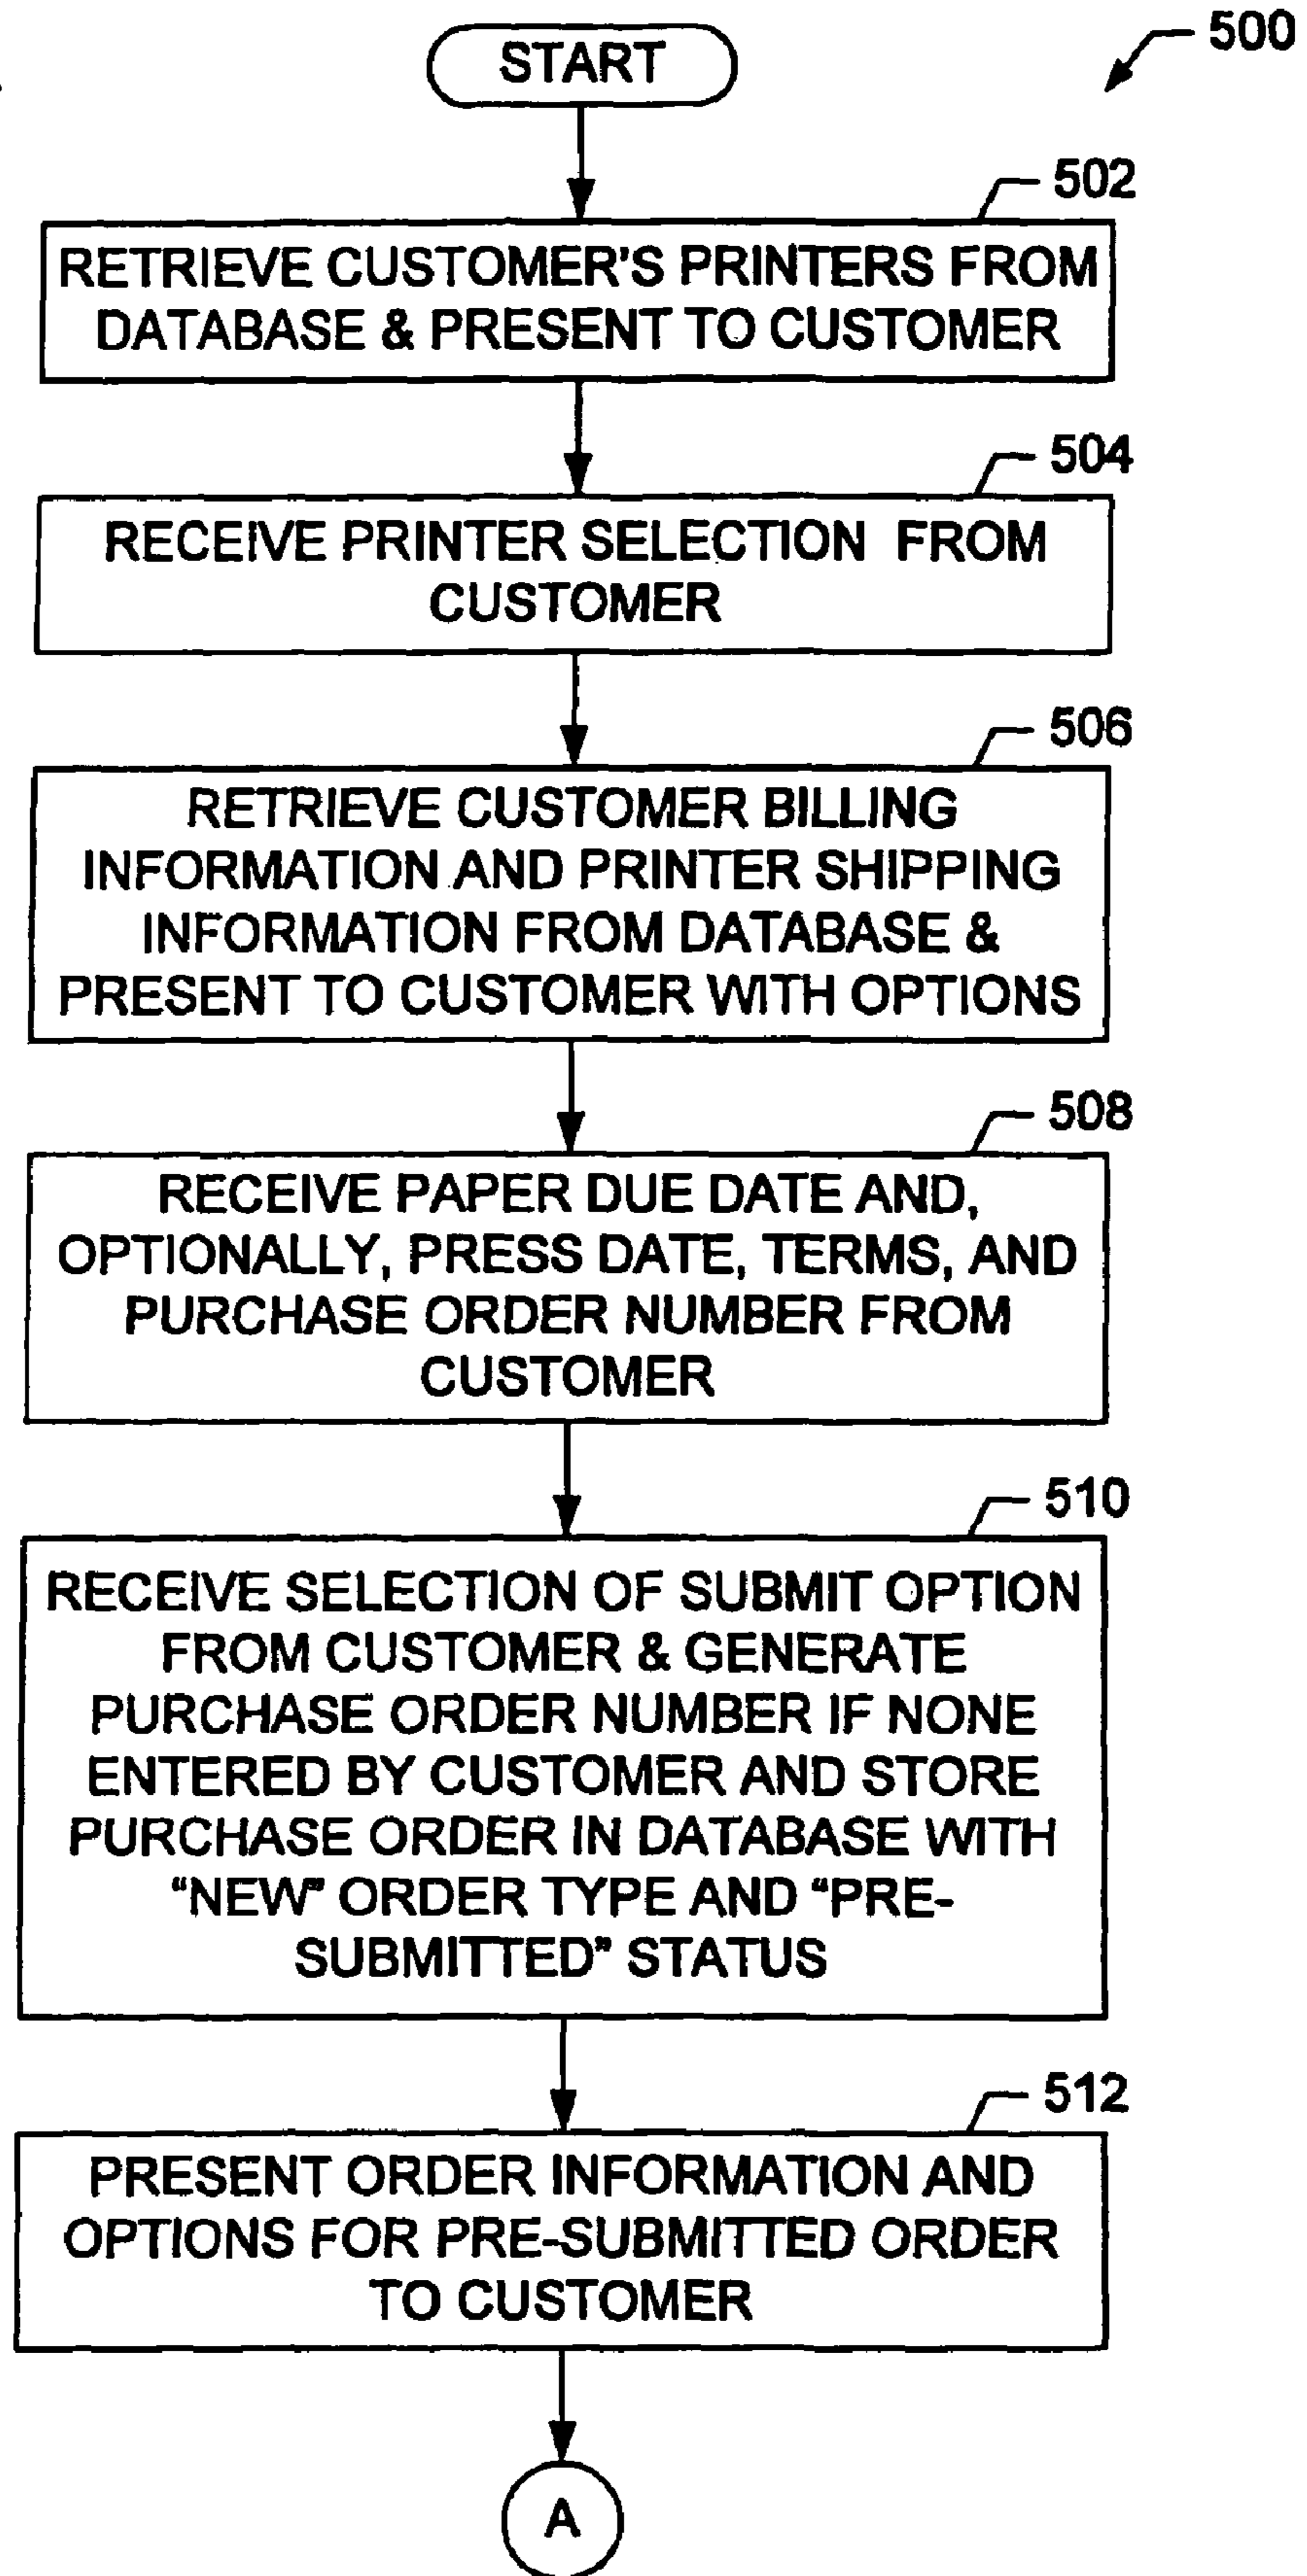 START
500
502
RETRIEVE CUSTOMER'S PRINTERS FROM
DATABASE & PRESENT TO CUSTOMER
504
RECEIVE PRINTER SELECTION FROM
CUSTOMER
506
RETRIEVE CUSTOMER BILLING
INFORMATION AND PRINTER SHIPPING
INFORMATION FROM DATABASE &
PRESENT TO CUSTOMER WITH OPTIONS
508
RECEIVE PAPER DUE DATE AND,
OPTIONALLY, PRESS DATE, TERMS, AND
PURCHASE ORDER NUMBER FROM
CUSTOMER
510
RECEIVE SELECTION OF SUBMIT OPTION
FROM CUSTOMER & GENERATE
PURCHASE ORDER NUMBER IF NONE
ENTERED BY CUSTOMER AND STORE
PURCHASE ORDER IN DATABASE WITH
“NEW” ORDER TYPE AND “PRE-
SUBMITTED” STATUS
512
PRESENT ORDER INFORMATION AND
OPTIONS FOR PRE-SUBMITTED ORDER
TO CUSTOMER
A